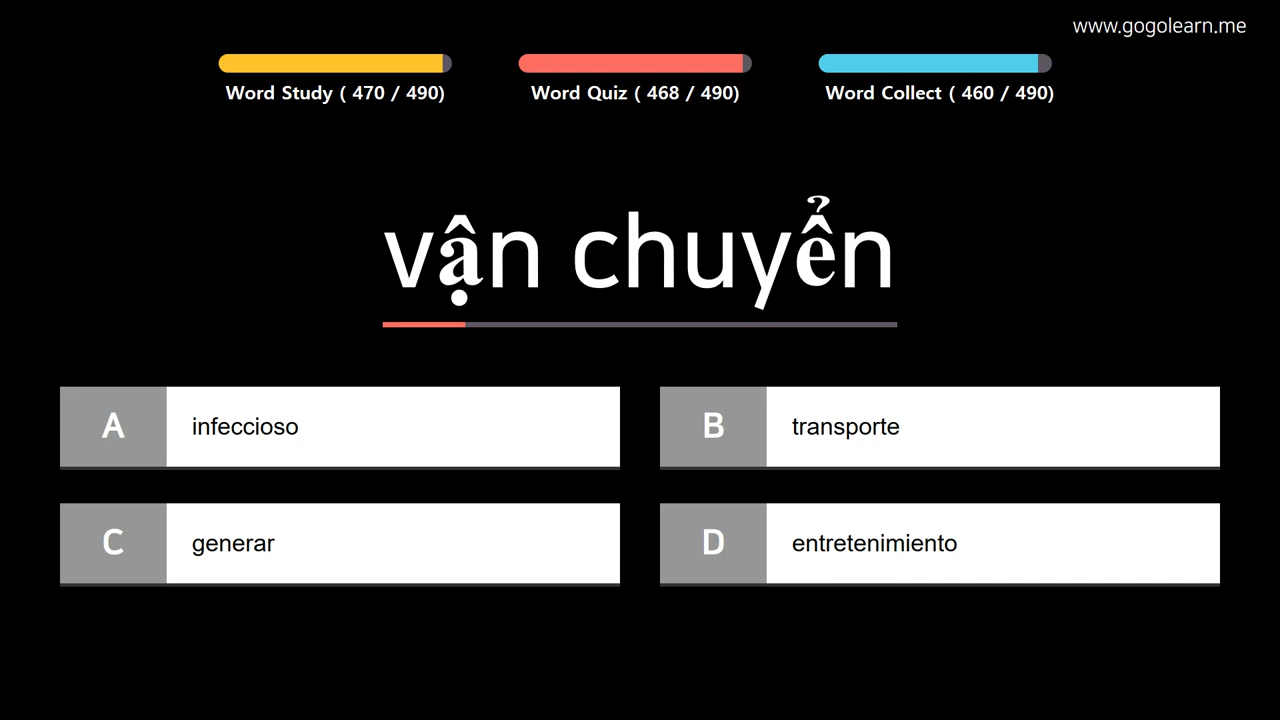 www.gogolearn.me
Word Study ( 470 / 490)
Word Quiz ( 468 / 490)
Word Collect ( 460 / 490)
vận chuyển
A infeccioso
B transporte
C generar
D entretenimiento